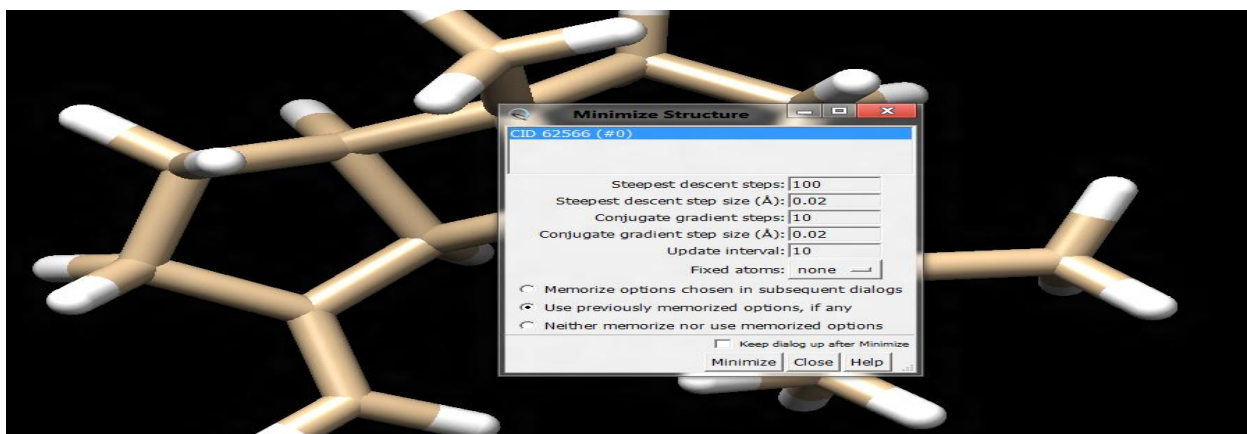 Minimize Structure
CID 62566 (#0)
Steepest descent steps: 100
Steepest descent step size (Å): 0.02
Conjugate gradient steps: 10
Conjugate gradient step size (Å): 0.02
Update interval: 10
Fixed atoms: none
Memorize options chosen in subsequent dialogs
Use previously memorized options, if any
Neither memorize nor use memorized options
Keep dialog up after Minimize
Minimize Close Help